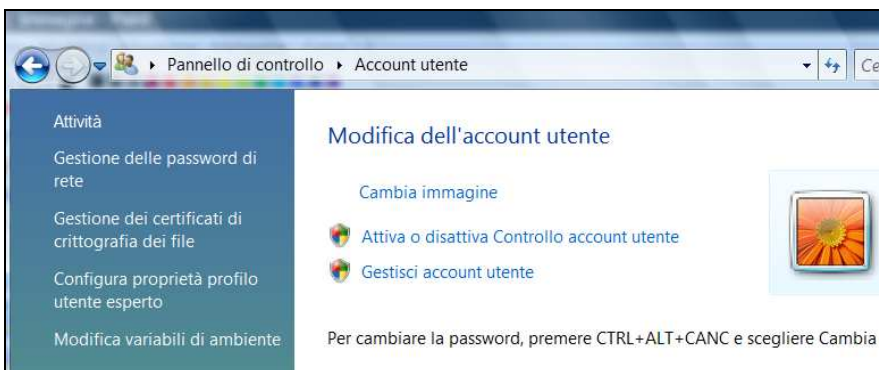 Pannello di controllo ▸ Account utente
Ce
Attività
Gestione delle password di
rete
Gestione dei certificati di
crittografia dei file
Configura proprietà profilo
utente esperto
Modifica variabili di ambiente
Modifica dell'account utente
Cambia immagine
Attiva o disattiva Controllo account utente
Gestisci account utente
Per cambiare la password, premere CTRL+ALT+CANC e scegliere Cambia